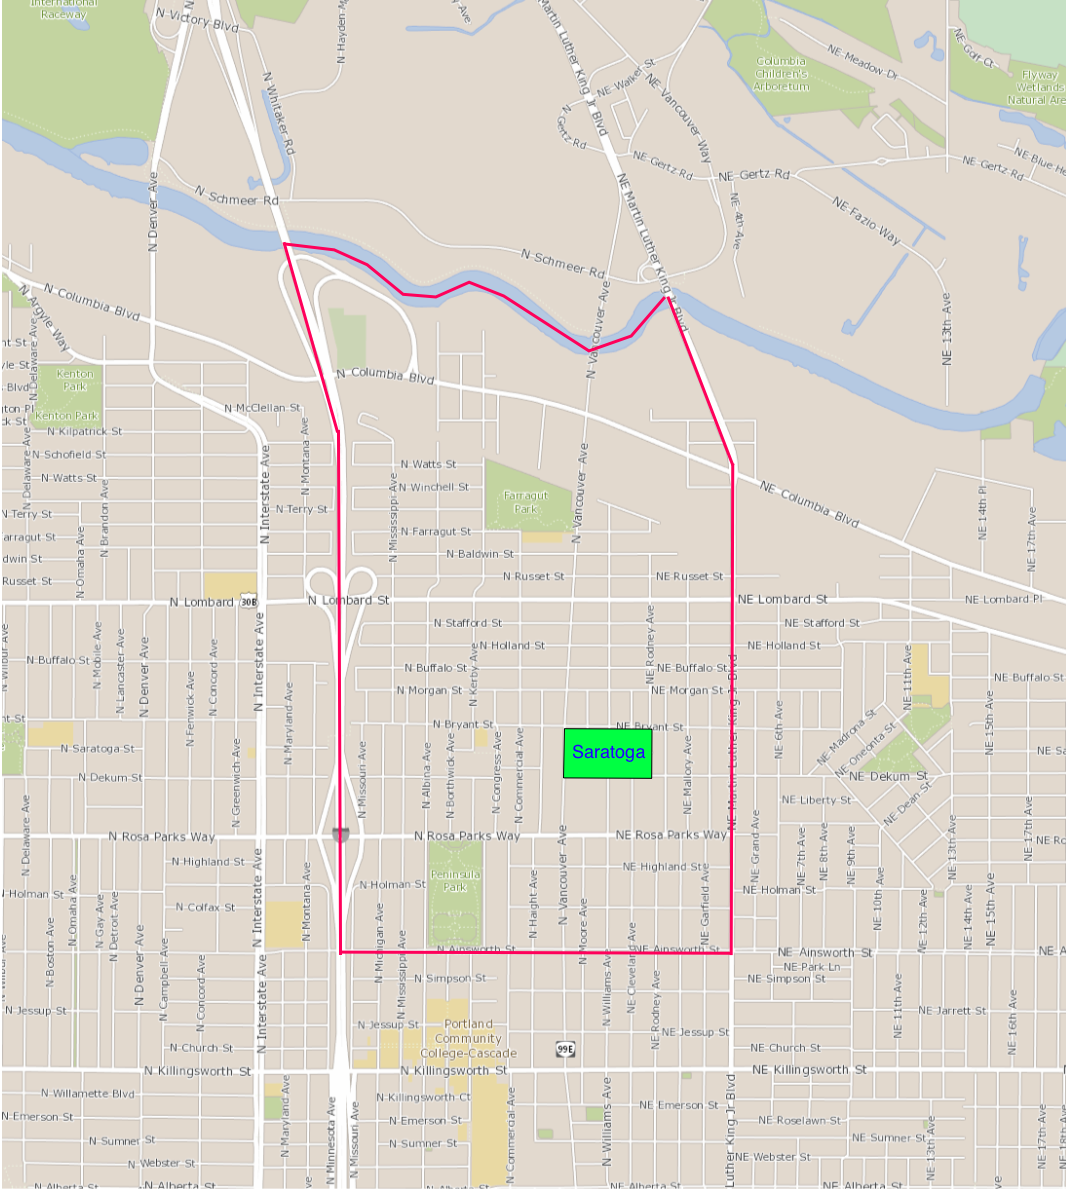 International
Raceway
N Victory Blvd
N Hayden M
N Whitaker Rd
Martin Luther King Jr Blvd
NE Walker St
NE Vancouver Way
Columbia
Children's
Arboretum
NE Meadow Dr
NE Golf Ct
Flyway
Wetlands
Natural Are
N Gertz Rd
NE Gertz Rd
NE Gertz Rd
NE Gertz Rd
NE Blue He
N Denver Ave
N Schmeer Rd
NE Martin Luther King Jr Blvd
NE 4th Ave
NE Fazio Way
N Schmeer Rd
N Columbia Blvd
N Argyle Way
N Vancouver Ave
NE 13th Ave
N Delaware Ave
Kenton
Park
Kenton Park
N Columbia Blvd
N McClellan St
N Kilpatrick St
N Schofield St
N Watts St
N Terry St
N Delaware Ave
N Brandon Ave
N Omaha Ave
N Interstate Ave
N Montana Ave
N Terry St
N Mississippi Ave
N Watts St
N Winchell St
Farragut
Park
N Farragut St
N Baldwin St
N Russet St
N Vancouver Ave
NE Russet St
NE Columbia Blvd
NE 14th Pl
NE 17th Ave
Russet St
N Lombard
30B
N Lombard St
NE Lombard St
NE Lombard Pl
N Stafford St
NE Stafford St
N Holland St
NE Holland St
NE Rodney Ave
N Buffalo St
N Mobile Ave
N Lancaster Ave
N Denver Ave
N Fenwick Ave
N Concord Ave
N Interstate Ave
N Maryland Ave
N Buffalo St
N Kerby Ave
NE Buffalo St
NE 11th Ave
NE Buffalo St
N Morgan St
NE Morgan St
N Bryant St
NE Bryant St
Saratoga
N Saratoga St
N Dekum St
N Greenwich Ave
N Missouri Ave
N Albina Ave
N Borthwick Ave
N Congress Ave
N Commercial Ave
NE Mallory Ave
NE Martin Luther King Jr Blvd
NE 6th Ave
NE Madrona St
NE Oneonta St
NE Dekum St
NE 15th Ave
NE Liberty St
NE Dean St
N Delaware Ave
N Rosa Parks Way
N Rosa Parks Way
NE Rosa Parks Way
NE Grand Ave
NE 7th Ave
NE 8th Ave
NE 9th Ave
NE 13th Ave
NE 17th Ave
N Highland St
NE Highland St
N Holman St
N Holman St
Peninsula
Park
N Vancouver Ave
N Haight Ave
NE Garfield Ave
NE Holman St
N Omaha Ave
N Gay Ave
N Detroit Ave
N Colfax St
N Montana Ave
N Michigan Ave
N Moore Ave
NE Cleveland Ave
NE 10th Ave
NE 12th Ave
NE 14th Ave
NE 15th Ave
N Boston Ave
N Denver Ave
N Campbell Ave
N Concord Ave
N Interstate Ave
N Interstate Ave
N Mississippi Ave
N Ainsworth St
NE Ainsworth St
NE Ainsworth St
NE Park Ln
NE Simpson St
N Simpson St
N Williams Ave
NE Rodney Ave
NE 11th Ave
NE 16th Ave
N Jessup St
N Jessup St
NE Jessup St
NE Jarrett St
Portland
Community
College-Cascade
99E
N Church St
NE Church St
N Killingsworth St
N Killingsworth St
NE Killingsworth St
N Willamette Blvd
N Maryland Ave
N Minnesota Ave
N Missouri Ave
N Killingsworth Ct
N Commercial Ave
N Williams Ave
Luther King Jr Blvd
N Emerson St
N Emerson St
NE Emerson St
NE Roselawn St
N Sumner St
N Sumner St
NE Sumner St
NE 13th Ave
NE 17th Ave
NE 18th Ave
N Webster St
NE Webster St
N Alberta St
N Alberta St
NE Alberta St
NE Alberta St